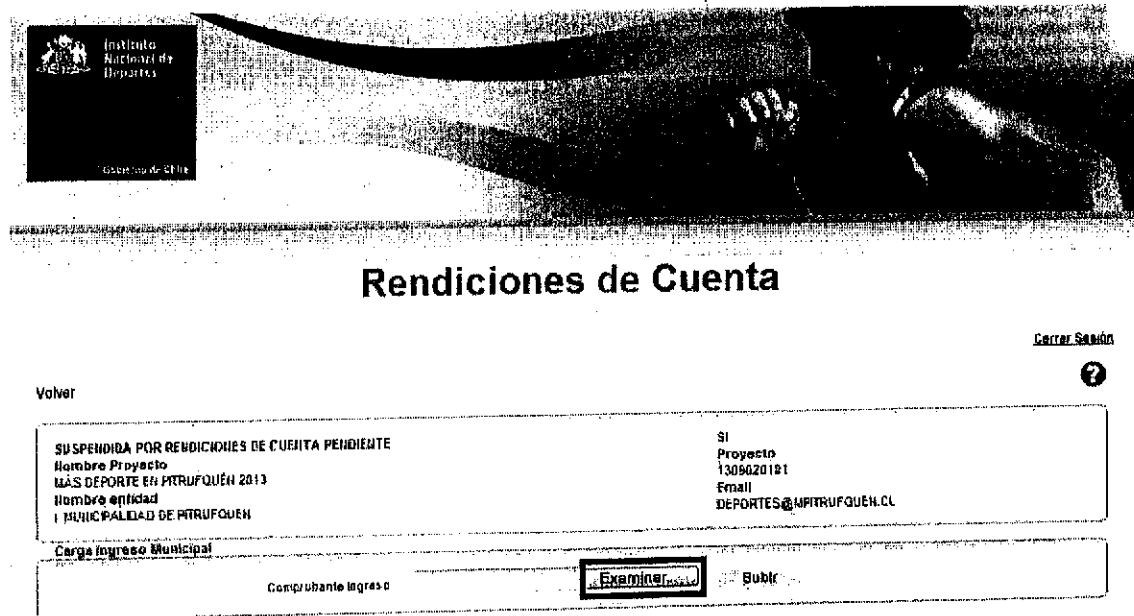 Instituto
Nacional de
Deportes
Gobierno de Chile
Rendiciones de Cuenta
Cerrar Sesión
?
Volver
SUSPENDIDA POR RENDICIONES DE CUENTA PENDIENTE
Nombre Proyecto
MÁS DEPORTE EN PITRUFQUÉN 2013
Nombre entidad
I. MUNICIPALIDAD DE PITRUFQUEN
SI
Proyecto
1309020191
Email
DEPORTES@MPITRUFQUEN.CL
Carga Ingreso Municipal
Comprobante Ingreso
Examinar...
Subir